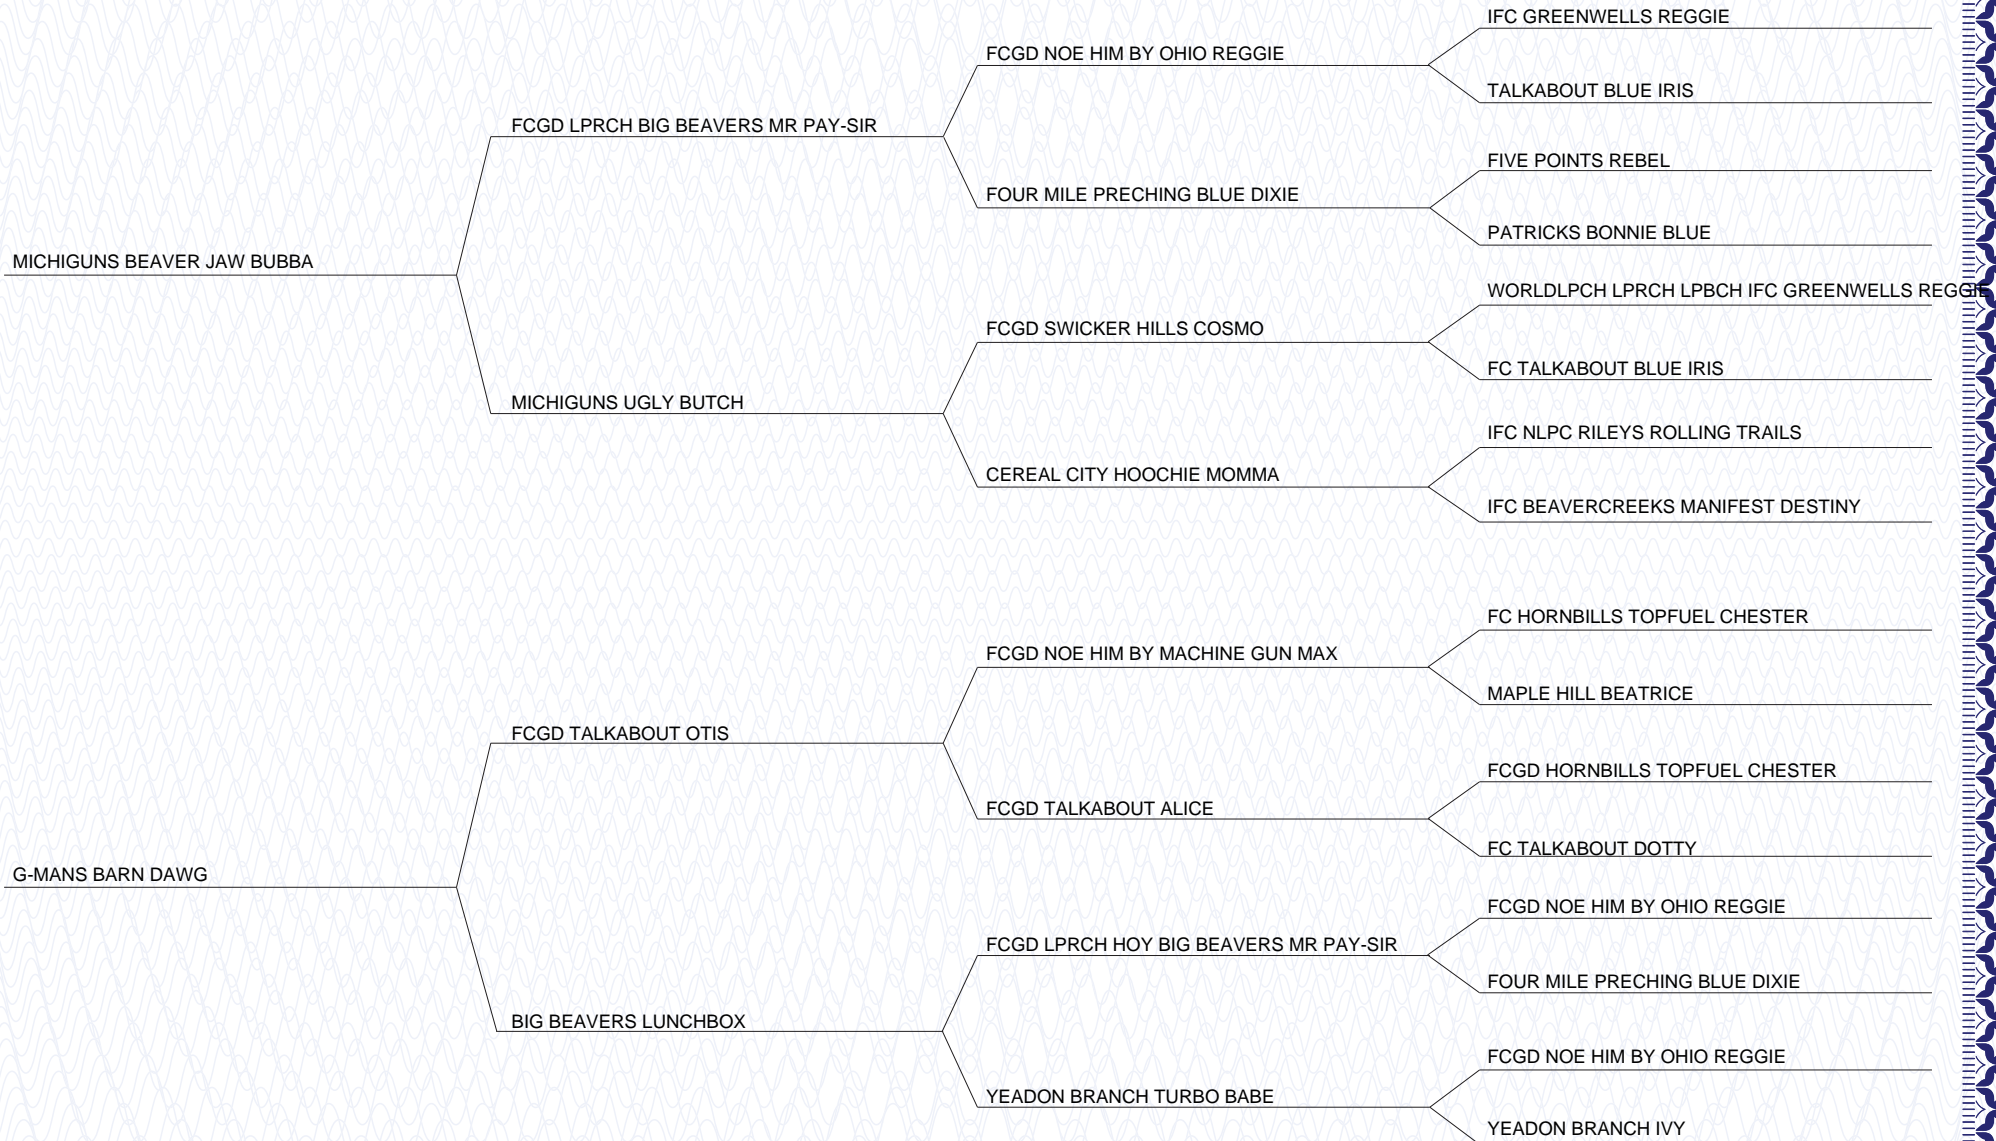 IFC GREENWELLS REGGIE
FCGD NOE HIM BY OHIO REGGIE
TALKABOUT BLUE IRIS
FCGD LPRCH BIG BEAVERS MR PAY-SIR
FIVE POINTS REBEL
FOUR MILE PRECHING BLUE DIXIE
PATRICKS BONNIE BLUE
MICHIGUNS BEAVER JAW BUBBA
WORLDLPCH LPRCH LPBCH IFC GREENWELLS REGGIE
FCGD SWICKER HILLS COSMO
FC TALKABOUT BLUE IRIS
MICHIGUNS UGLY BUTCH
IFC NLPC RILEYS ROLLING TRAILS
CEREAL CITY HOOCHIE MOMMA
IFC BEAVERCREEKS MANIFEST DESTINY
FC HORNBILLS TOPFUEL CHESTER
FCGD NOE HIM BY MACHINE GUN MAX
MAPLE HILL BEATRICE
FCGD TALKABOUT OTIS
FCGD HORNBILLS TOPFUEL CHESTER
FCGD TALKABOUT ALICE
FC TALKABOUT DOTTY
G-MANS BARN DAWG
FCGD NOE HIM BY OHIO REGGIE
FCGD LPRCH HOY BIG BEAVERS MR PAY-SIR
FOUR MILE PRECHING BLUE DIXIE
BIG BEAVERS LUNCHBOX
FCGD NOE HIM BY OHIO REGGIE
YEADON BRANCH TURBO BABE
YEADON BRANCH IVY